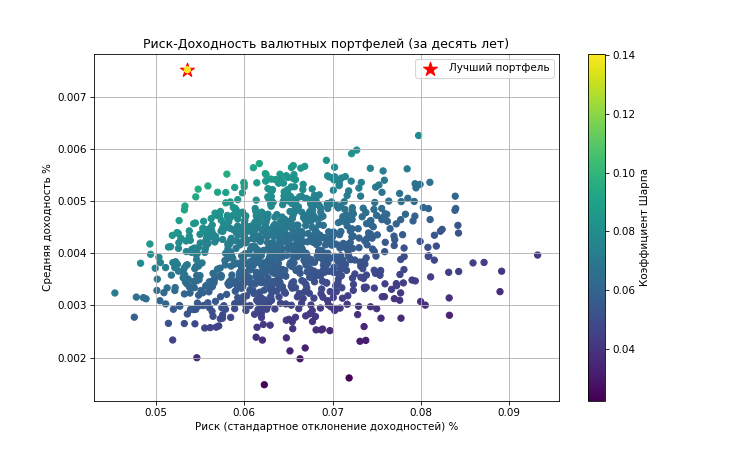 Риск-Доходность валютных портфелей (за десять лет)
Лучший портфель
Средняя доходность %
0.007
0.006
0.005
0.004
0.003
0.002
0.05 0.06 0.07 0.08 0.09
Риск (стандартное отклонение доходностей) %
0.14
0.12
0.10
0.08
0.06
0.04
Коэффициент Шарпа